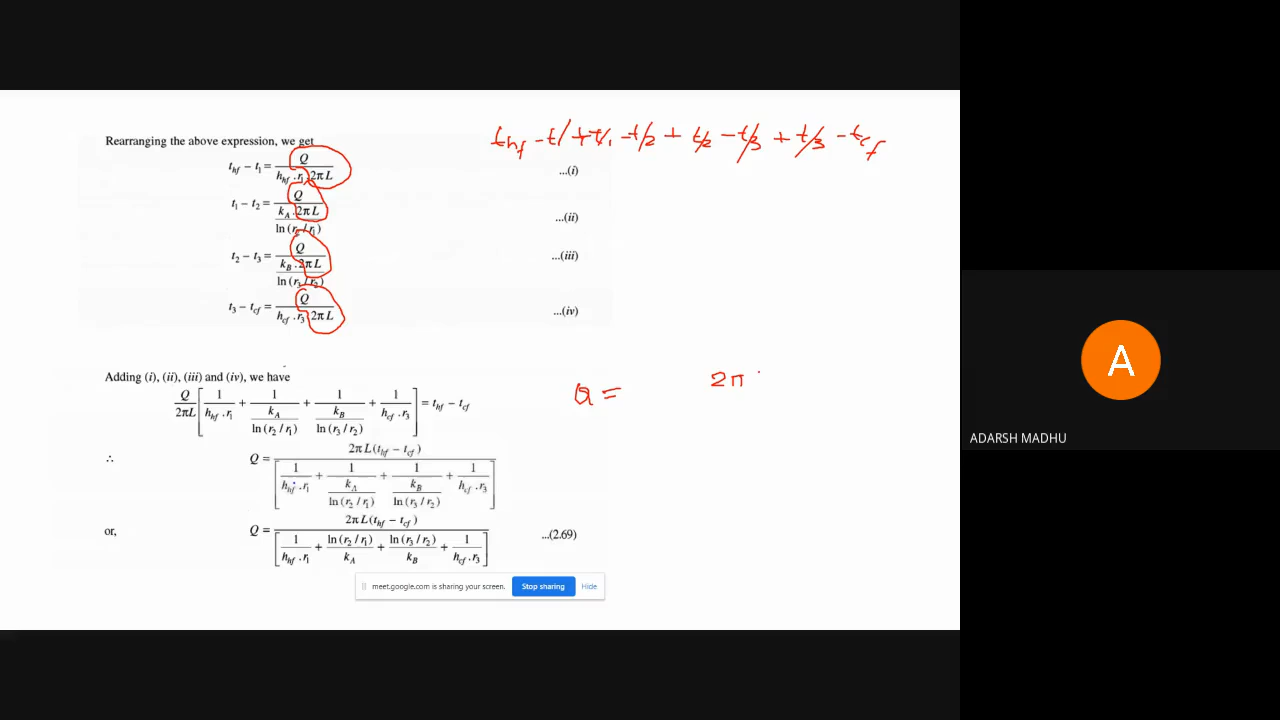 Rearranging the above expression, we get
t_hf – t_1 = Q / (h_hf . r_1 . 2πL) ...(i)
t_1 – t_2 = Q / (k_A . 2πL / ln (r_2 / r_1)) ...(ii)
t_2 – t_3 = Q / (k_B . 2πL / ln (r_3 / r_2)) ...(iii)
t_3 – t_cf = Q / (h_cf . r_3 . 2πL) ...(iv)
t_hf – t_1 + t_1 – t_2 + t_2 – t_3 + t_3 – t_cf
Adding (i), (ii), (iii) and (iv), we have
Q / 2πL [1 / (h_hf . r_1) + 1 / (k_A / ln (r_2 / r_1)) + 1 / (k_B / ln (r_3 / r_2)) + 1 / (h_cf . r_3)] = t_hf – t_cf
Q = 2π
∴ Q = 2πL (t_hf – t_cf) / [1 / (h_hf . r_1) + 1 / (k_A / ln (r_2 / r_1)) + 1 / (k_B / ln (r_3 / r_2)) + 1 / (h_cf . r_3)]
or, Q = 2πL (t_hf – t_cf) / [1 / (h_hf . r_1) + ln (r_2 / r_1) / k_A + ln (r_3 / r_2) / k_B + 1 / (h_cf . r_3)] ...(2.69)
meet.google.com is sharing your screen. Stop sharing Hide
A
ADARSH MADHU